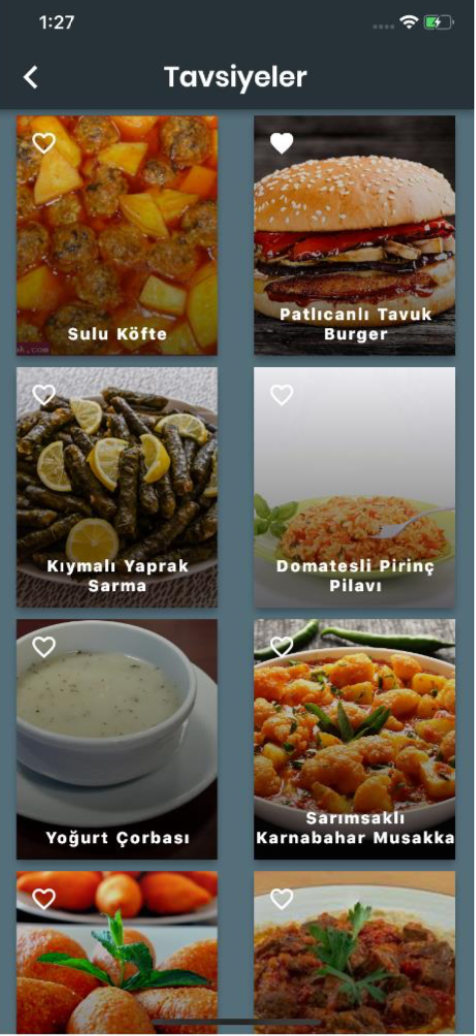 1:27
Tavsiyeler
Sulu Köfte
Patlıcanlı Tavuk
Burger
Kıymalı Yaprak
Sarma
Domatesli Pirinç
Pilavı
Yoğurt Çorbası
Sarımsaklı
Karnabahar Musakka